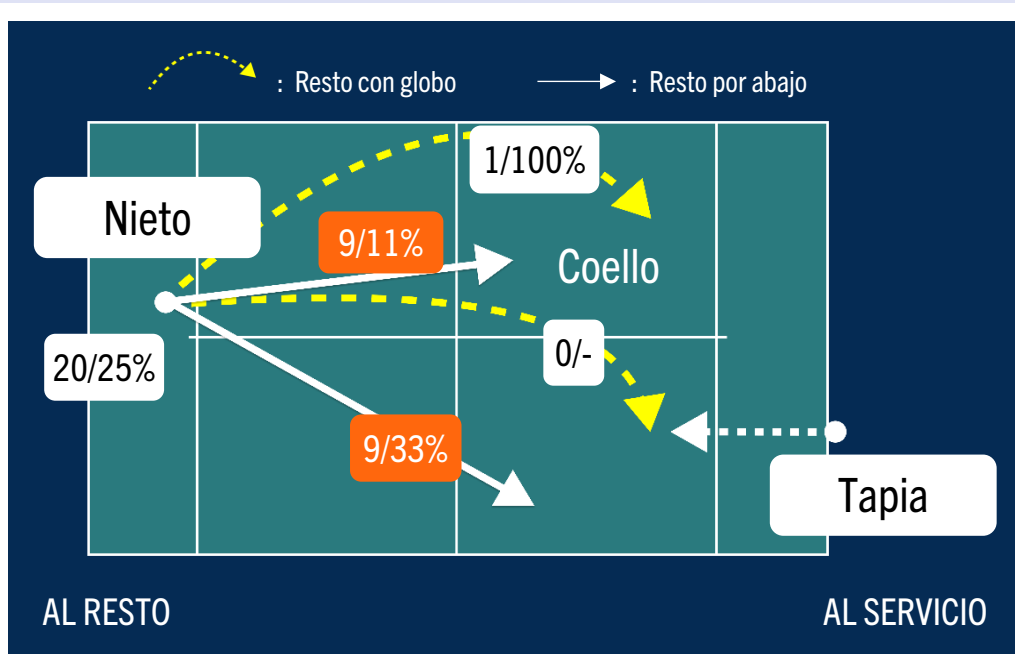 : Resto con globo
: Resto por abajo
1/100%
Nieto
9/11%
Coello
20/25%
0/-
9/33%
Tapia
AL RESTO
AL SERVICIO